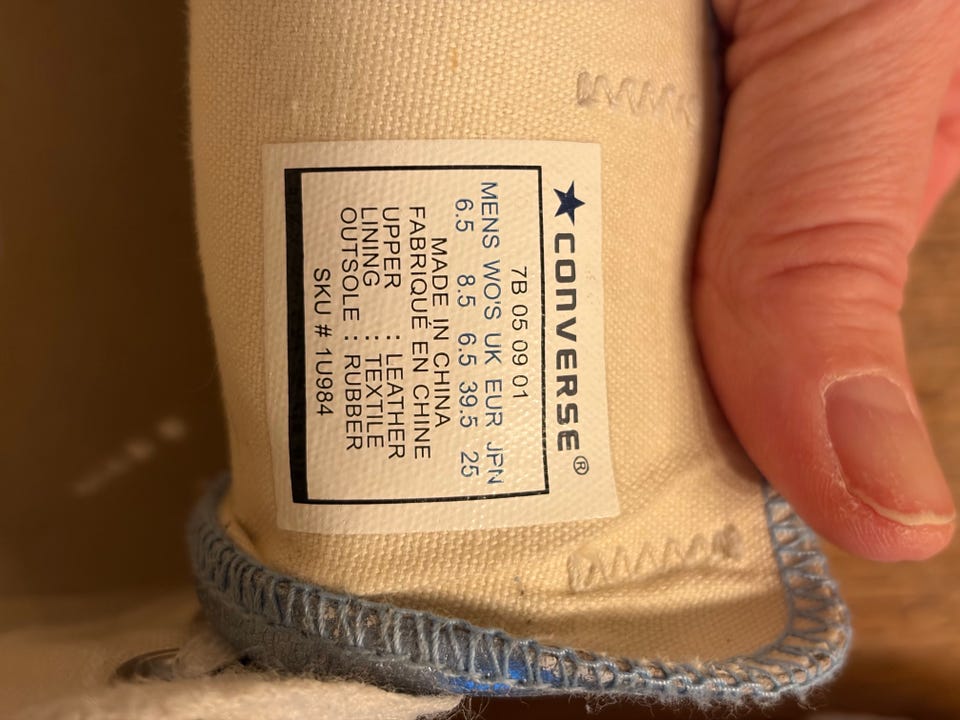 ★ CONVERSE®
7B 05 09 01
MENS WO'S UK EUR JPN
6.5 8.5 6.5 39.5 25
MADE IN CHINA
FABRIQUÉ EN CHINE
UPPER : LEATHER
LINING : TEXTILE
OUTSOLE : RUBBER
SKU # 1U984